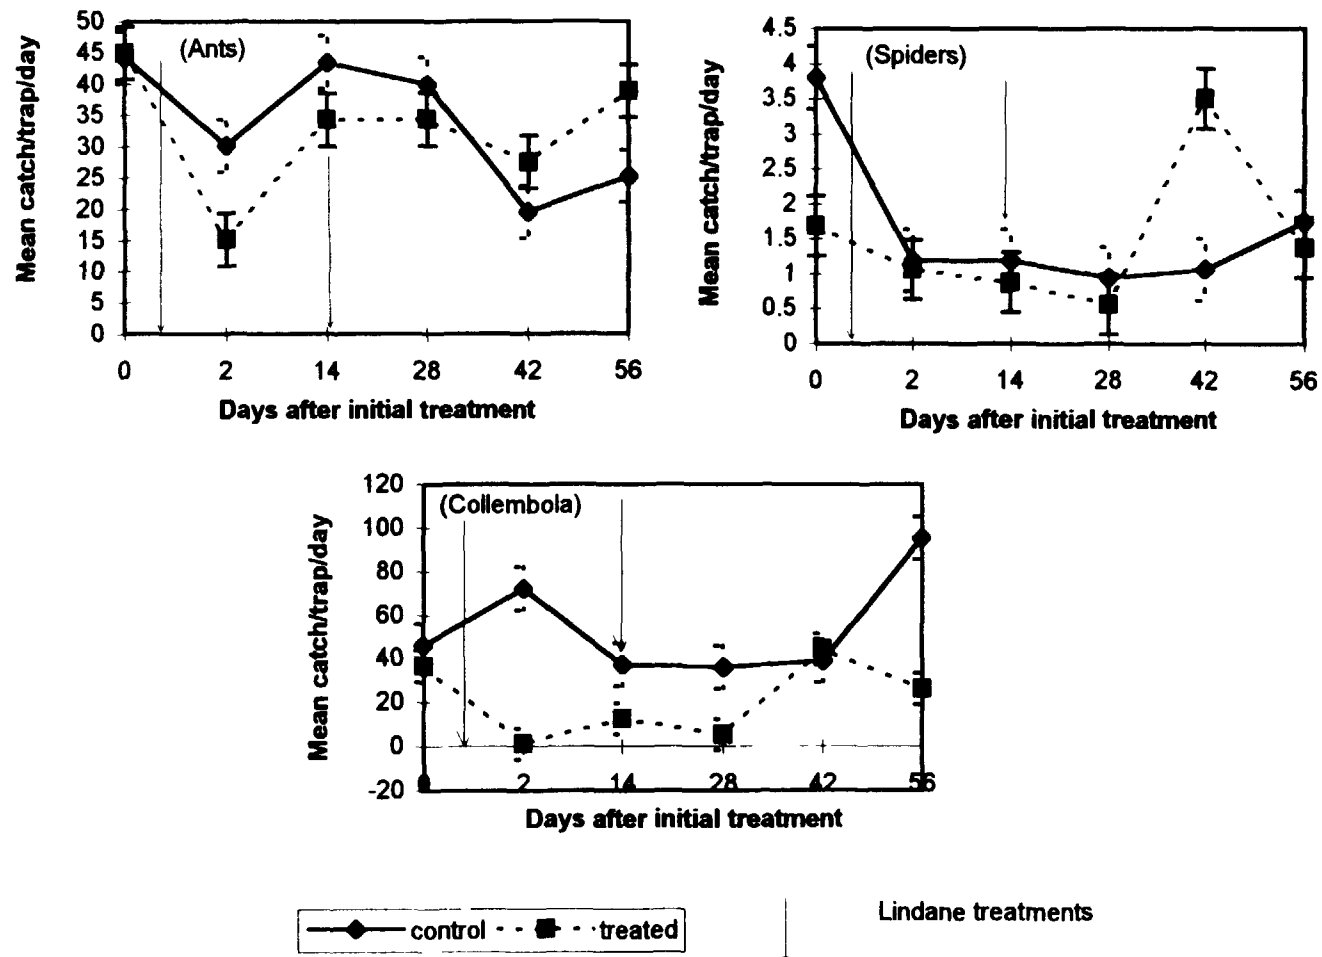 (Ants)
Mean catch/trap/day
50
45
40
35
30
25
20
15
10
5
0
0 2 14 28 42 56
Days after initial treatment
(Spiders)
Mean catch/trap/day
4.5
4
3.5
3
2.5
2
1.5
1
0.5
0
0 2 14 28 42 56
Days after initial treatment
(Collembola)
Mean catch/trap/day
120
100
80
60
40
20
0
-20
2 14 28 42 56
Days after initial treatment
control treated
Lindane treatments